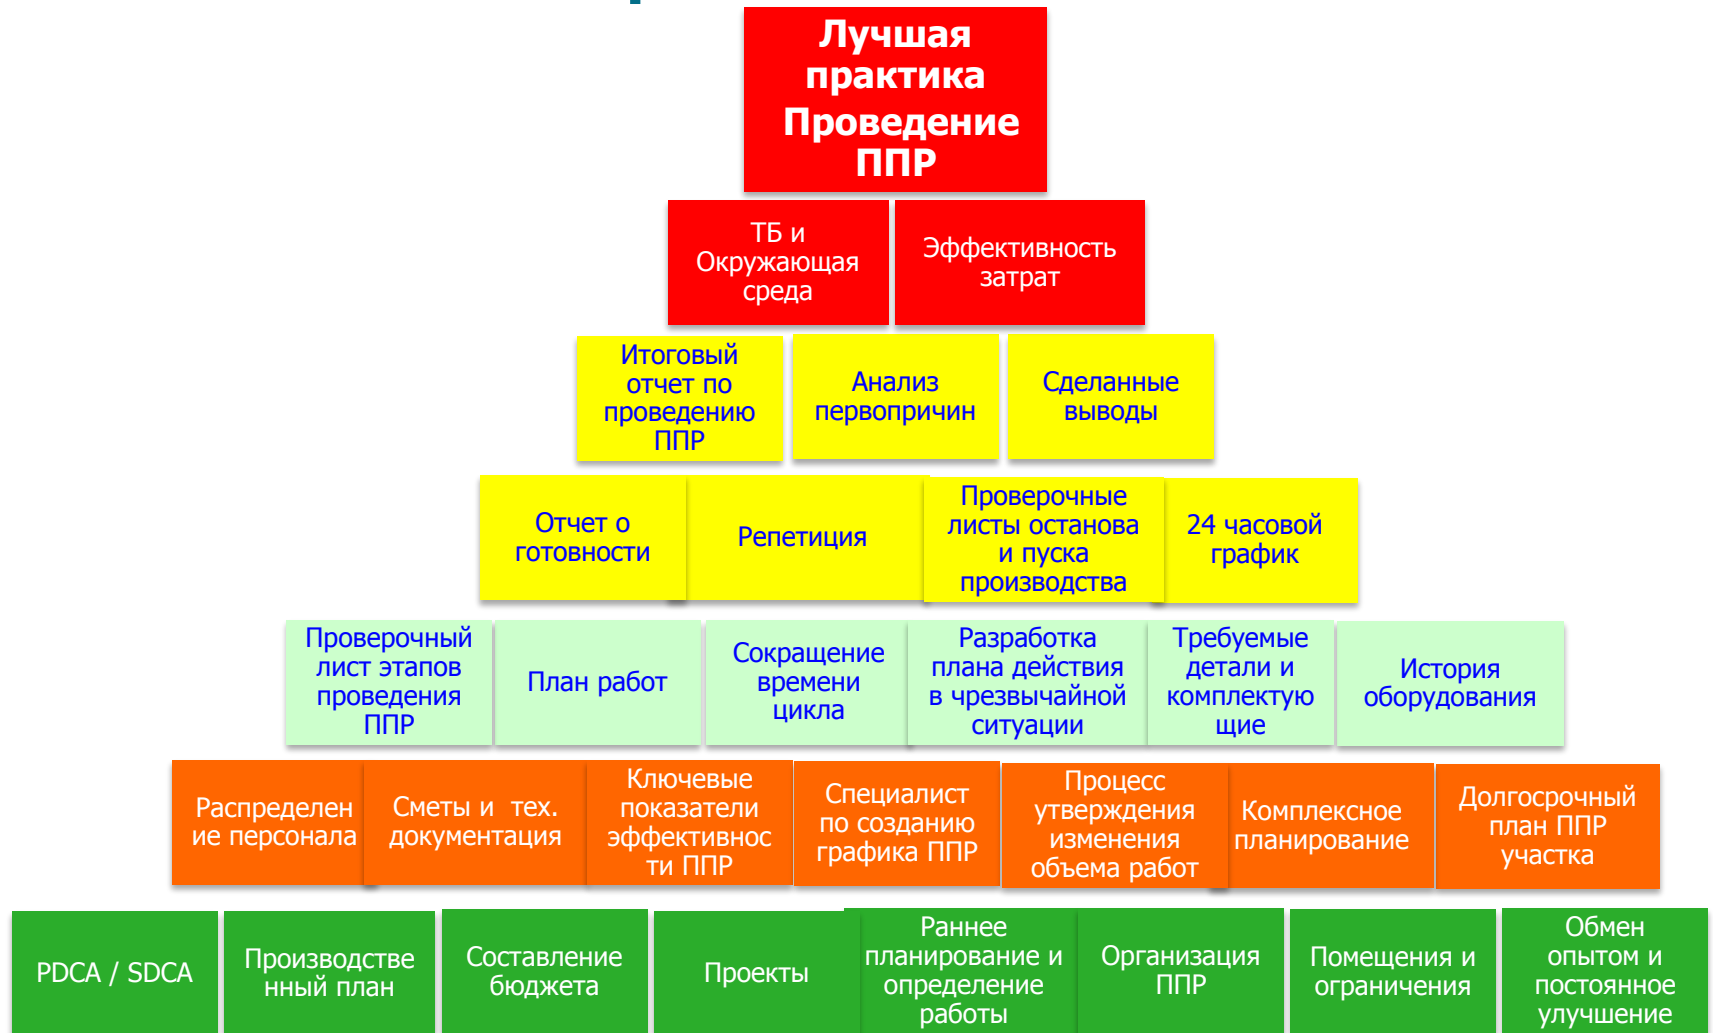 Лучшая
практика
Проведение
ППР
ТБ и
Окружающая
среда
Эффективность
затрат
Итоговый
отчет по
проведению
ППР
Анализ
первопричин
Сделанные
выводы
Отчет о
готовности
Репетиция
Проверочные
листы останова
и пуска
производства
24 часовой
график
Проверочный
лист этапов
проведения
ППР
План работ
Сокращение
времени
цикла
Разработка
плана действия
в чрезвычайной
ситуации
Требуемые
детали и
комплектую
щие
История
оборудования
Распределен
ие персонала
Сметы и тех.
документация
Ключевые
показатели
эффективнос
ти ППР
Специалист
по созданию
графика ППР
Процесс
утверждения
изменения
объема работ
Комплексное
планирование
Долгосрочный
план ППР
участка
PDCA / SDCA
Производстве
нный план
Составление
бюджета
Проекты
Раннее
планирование и
определение
работы
Организация
ППР
Помещения и
ограничения
Обмен
опытом и
постоянное
улучшение